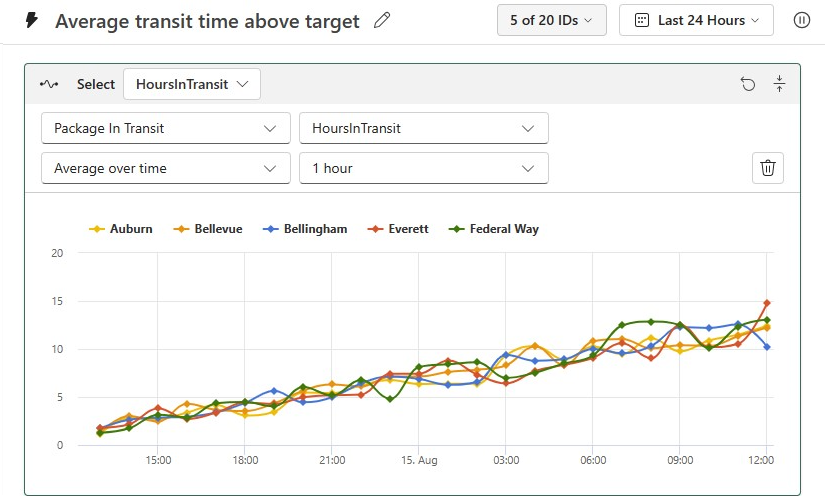 Average transit time above target
5 of 20 IDs
Last 24 Hours
Select
HoursInTransit
Package In Transit
HoursInTransit
Average over time
1 hour
Auburn Bellevue Bellingham Everett Federal Way
20
15
10
5
0
15:00 18:00 21:00 15. Aug 03:00 06:00 09:00 12:00